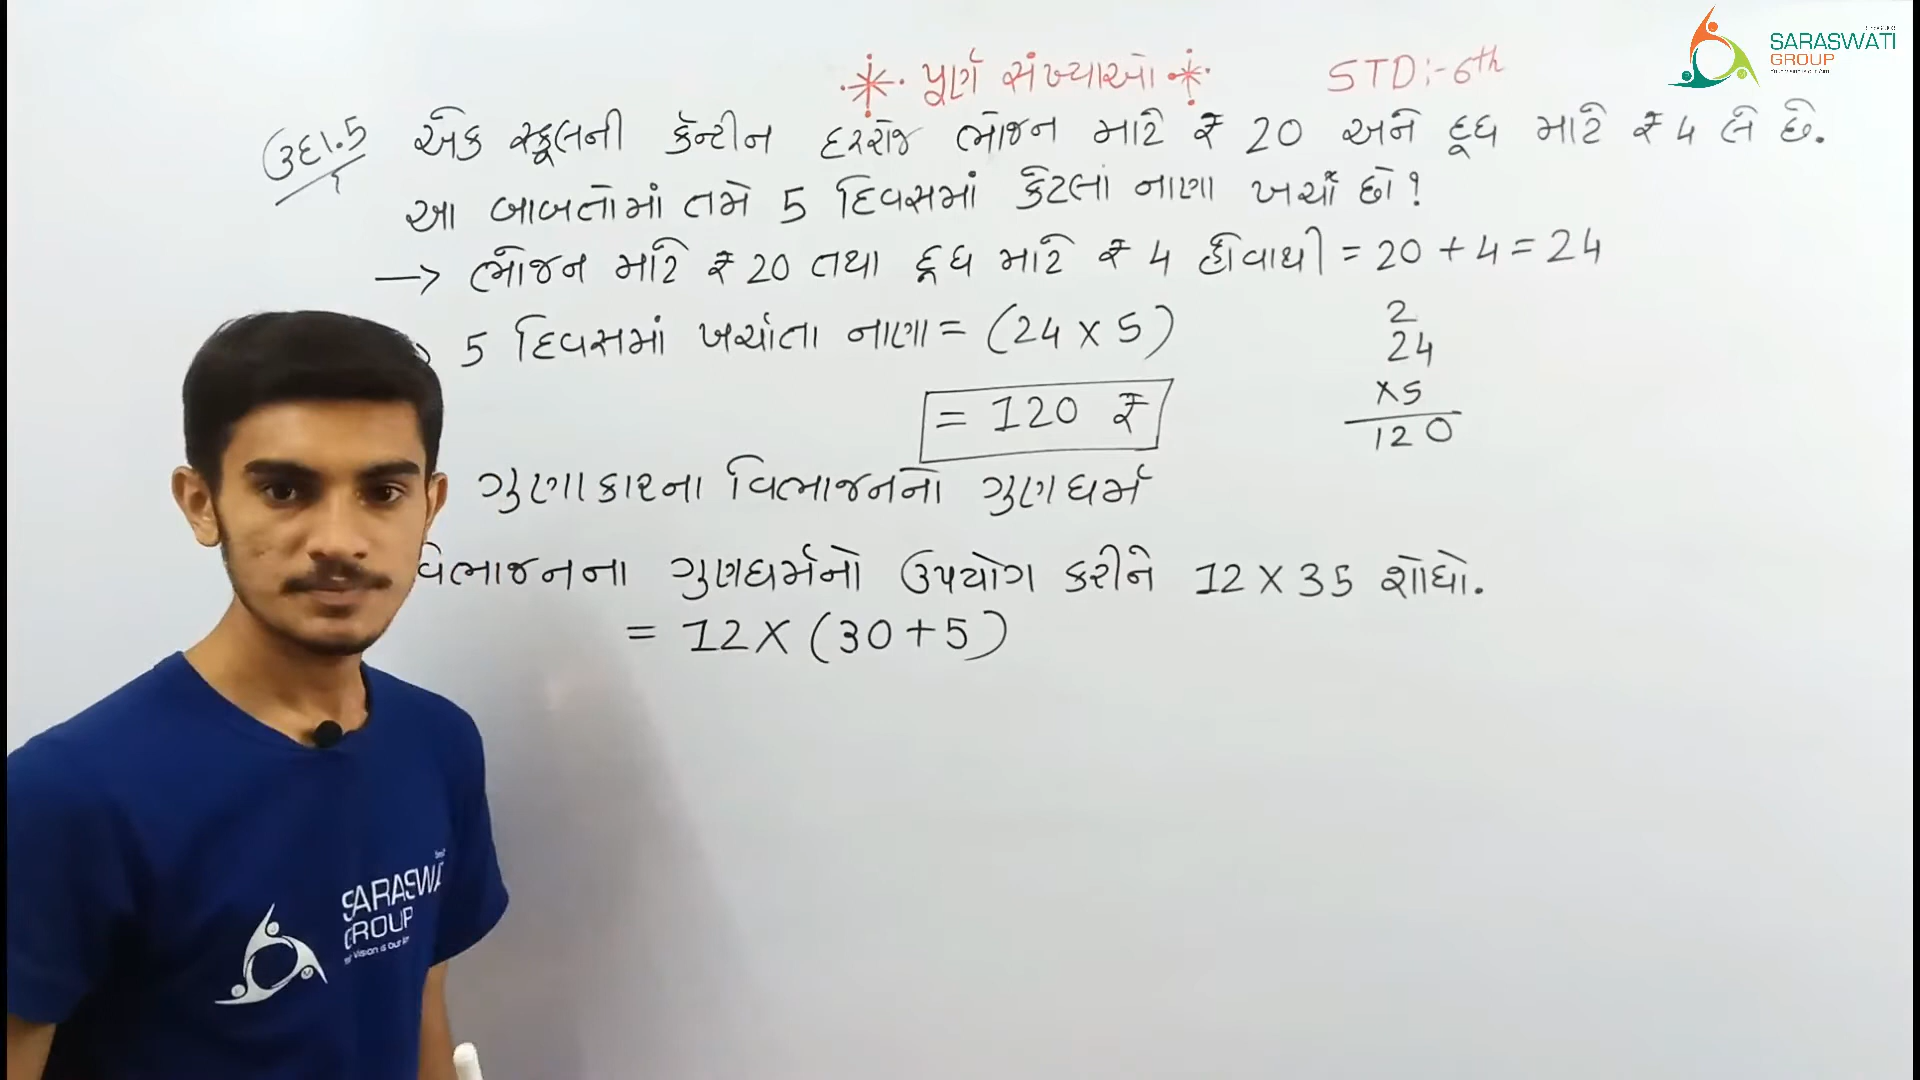 પૂર્ણ સંખ્યાઓ STD:-6th
SARASWATI
GROUP
ઉદા.5 એક સ્કૂલની કેન્ટીન દરરોજ ભોજન માટે ₹ 20 અને દૂધ માટે ₹ 4 લે છે.
આ બાબતોમાં તમે 5 દિવસમાં કેટલા નાણા ખર્ચો છો?
→ ભોજન માટે ₹ 20 તથા દૂધ માટે ₹ 4 હોવાથી = 20 + 4 = 24
5 દિવસમાં ખર્ચાતા નાણા = (24 × 5)
= 120 ₹
2
24
×5
120
ગુણાકારના વિભાજનનો ગુણધર્મ
વિભાજનના ગુણધર્મનો ઉપયોગ કરીને 12 × 35 શોધો.
= 12 × (30 + 5)
SARASWA
GROUP